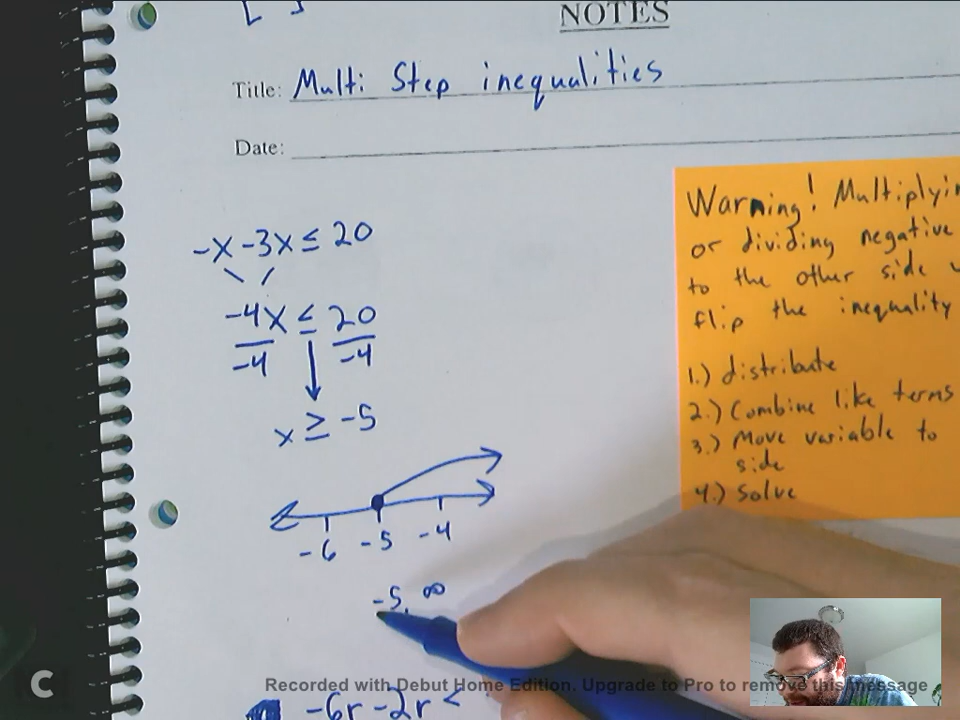 [ ]
NOTES
Title: Multi Step inequalities
Date:
-x -3x ≤ 20
-4x ≤ 20
-4 -4
x ≥ -5
-6 -5 -4
-5, ∞
-6r -2r <
Warning! Multiplyin
or dividing negative
to the other side
flip the inequality
1.) distribute
2.) Combine like terms
3.) Move variable to
side
4.) Solve
C
Recorded with Debut Home Edition. Upgrade to Pro to remove this message